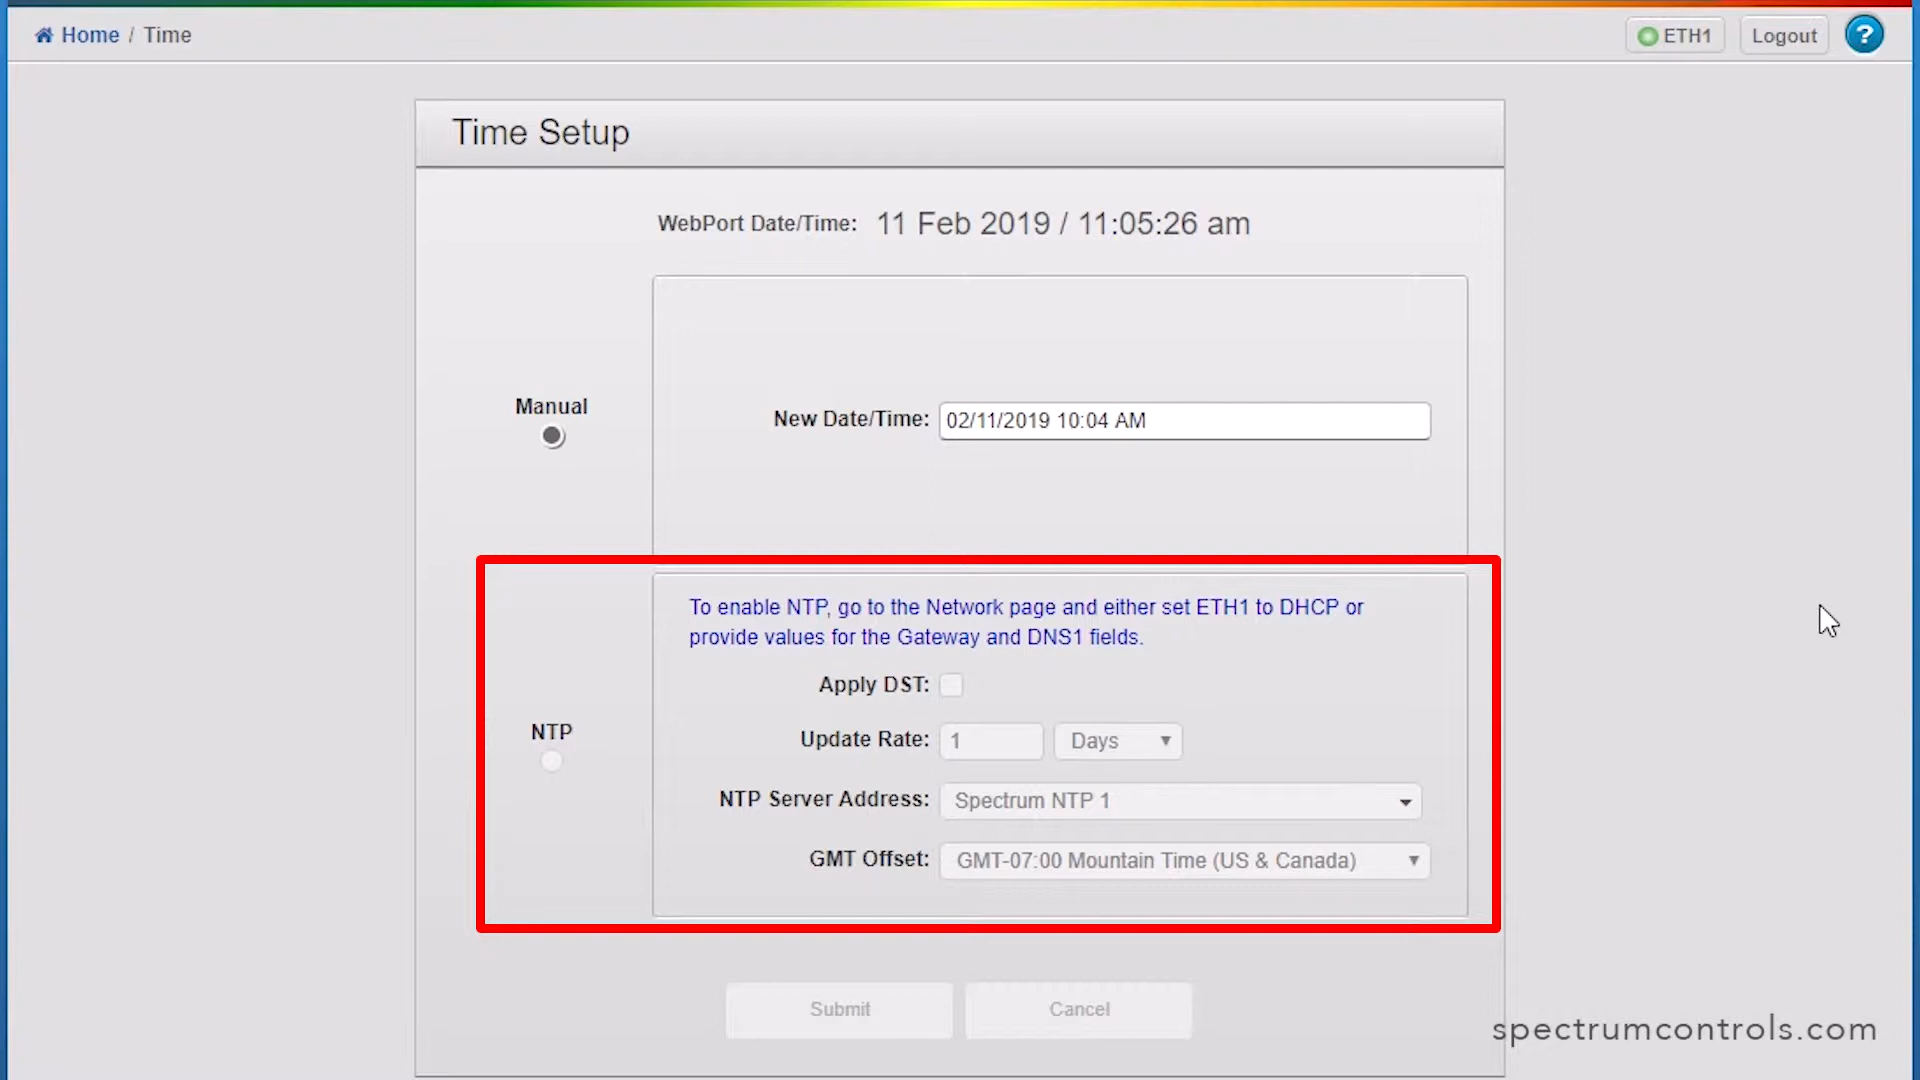 Home / Time
ETH1
Logout
?
Time Setup
WebPort Date/Time: 11 Feb 2019 / 11:05:26 am
Manual
New Date/Time: 02/11/2019 10:04 AM
To enable NTP, go to the Network page and either set ETH1 to DHCP or
provide values for the Gateway and DNS1 fields.
Apply DST:
NTP
Update Rate: 1 Days
NTP Server Address: Spectrum NTP 1
GMT Offset: GMT-07:00 Mountain Time (US & Canada)
Submit
Cancel
spectrumcontrols.com